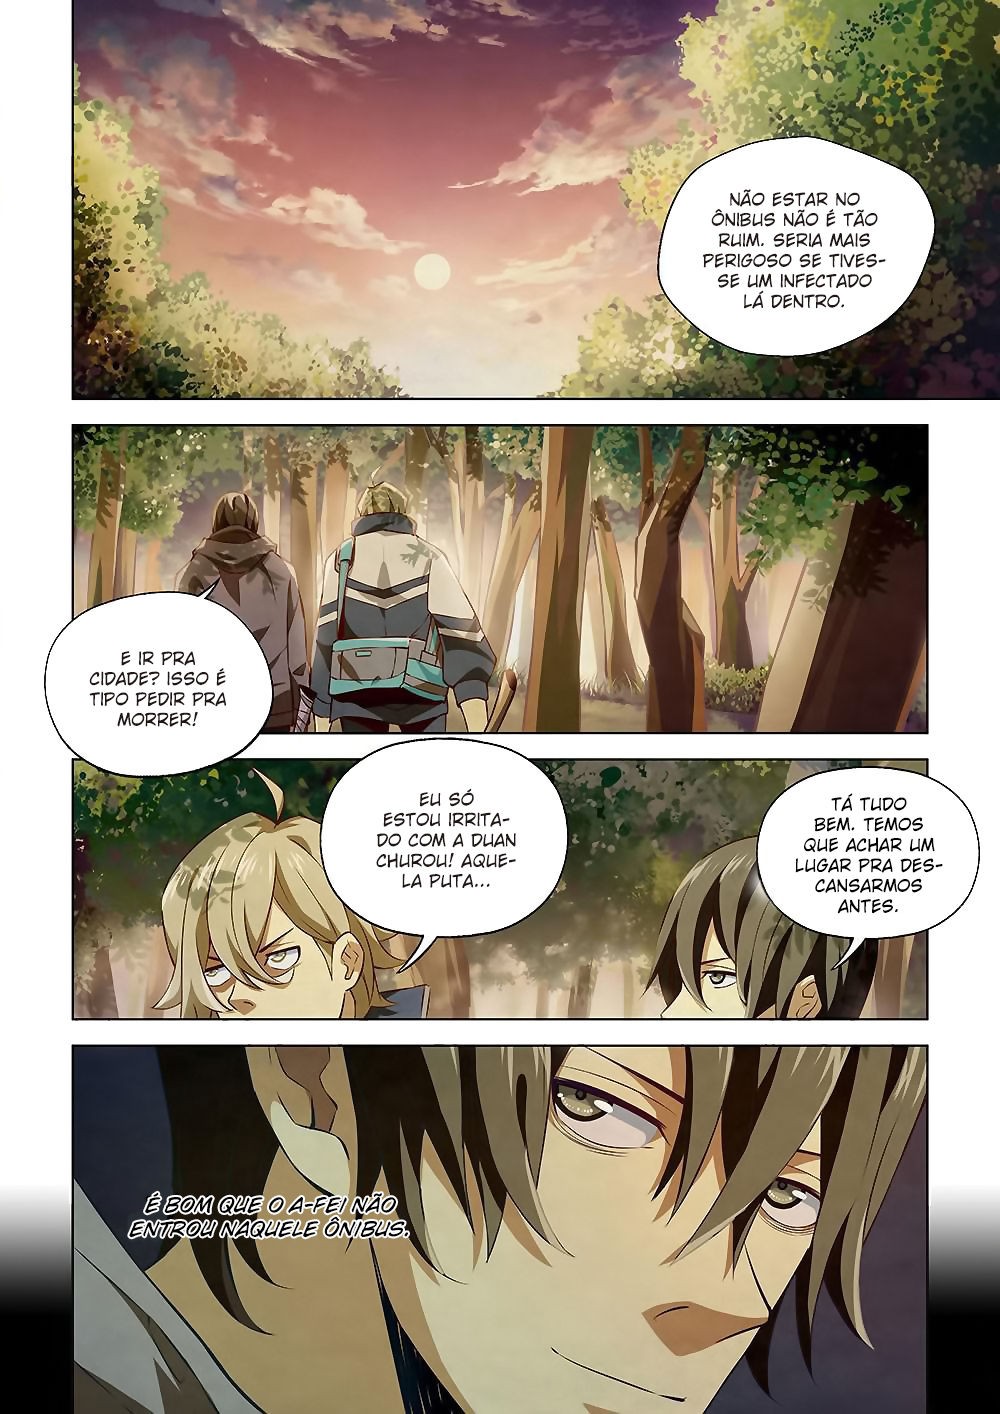 NÃO ESTAR NO
ÔNIBUS NÃO É TÃO
RUIM. SERIA MAIS
PERIGOSO SE TIVES-
SE UM INFECTADO
LÁ DENTRO.
E IR PRA
CIDADE? ISSO É
TIPO PEDIR PRA
MORRER!
EU SÓ
ESTOU IRRITA-
DO COM A DUAN
CHUROU! AQUE-
LA PUTA...
TÁ TUDO
BEM. TEMOS
QUE ACHAR UM
LUGAR PRA DES-
CANSARMOS
ANTES.
É BOM QUE O A-FEI NÃO
ENTROU NAQUELE ÔNIBUS.